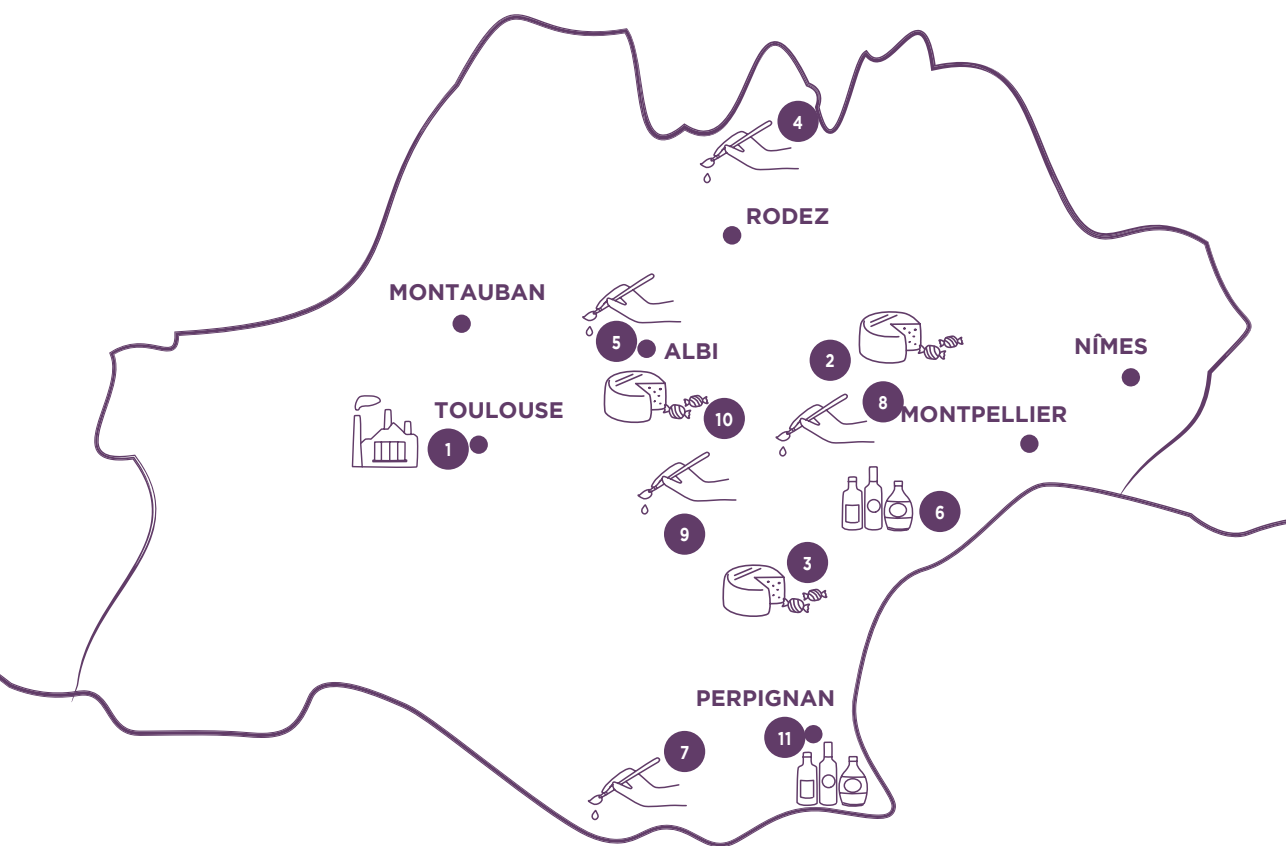 4
RODEZ
MONTAUBAN
5
ALBI
2
NÎMES
TOULOUSE
1
10
8
MONTPELLIER
9
6
3
PERPIGNAN
11
7